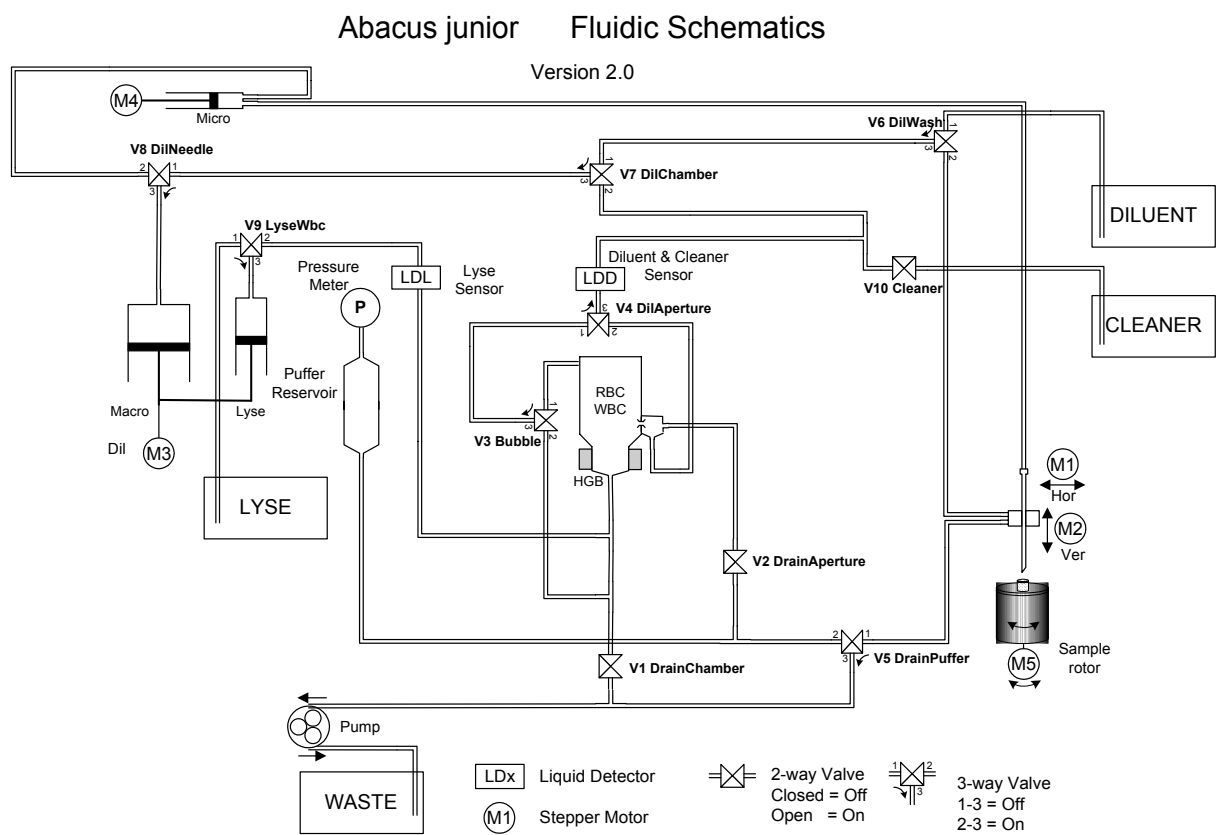 Abacus junior Fluidic Schematics
Version 2.0
M4
Micro
V6 DilWash
1
3
2
V8 DilNeedle
2
1
3
1
3
2
V7 DilChamber
DILUENT
V9 LyseWbc
1
2
3
Pressure
Meter
P
LDL
Lyse
Sensor
Diluent & Cleaner
Sensor
LDD
V10 Cleaner
CLEANER
V4 DilAperture
3
1
2
Puffer
Reservoir
Macro
Lyse
Dil
M3
RBC
WBC
1
3
2
V3 Bubble
HGB
LYSE
M1
Hor
M2
Ver
V2 DrainAperture
2
1
3
V5 DrainPuffer
V1 DrainChamber
M5
Sample
rotor
Pump
WASTE
LDx Liquid Detector
M1 Stepper Motor
2-way Valve
Closed = Off
Open = On
1
2
3
3-way Valve
1-3 = Off
2-3 = On